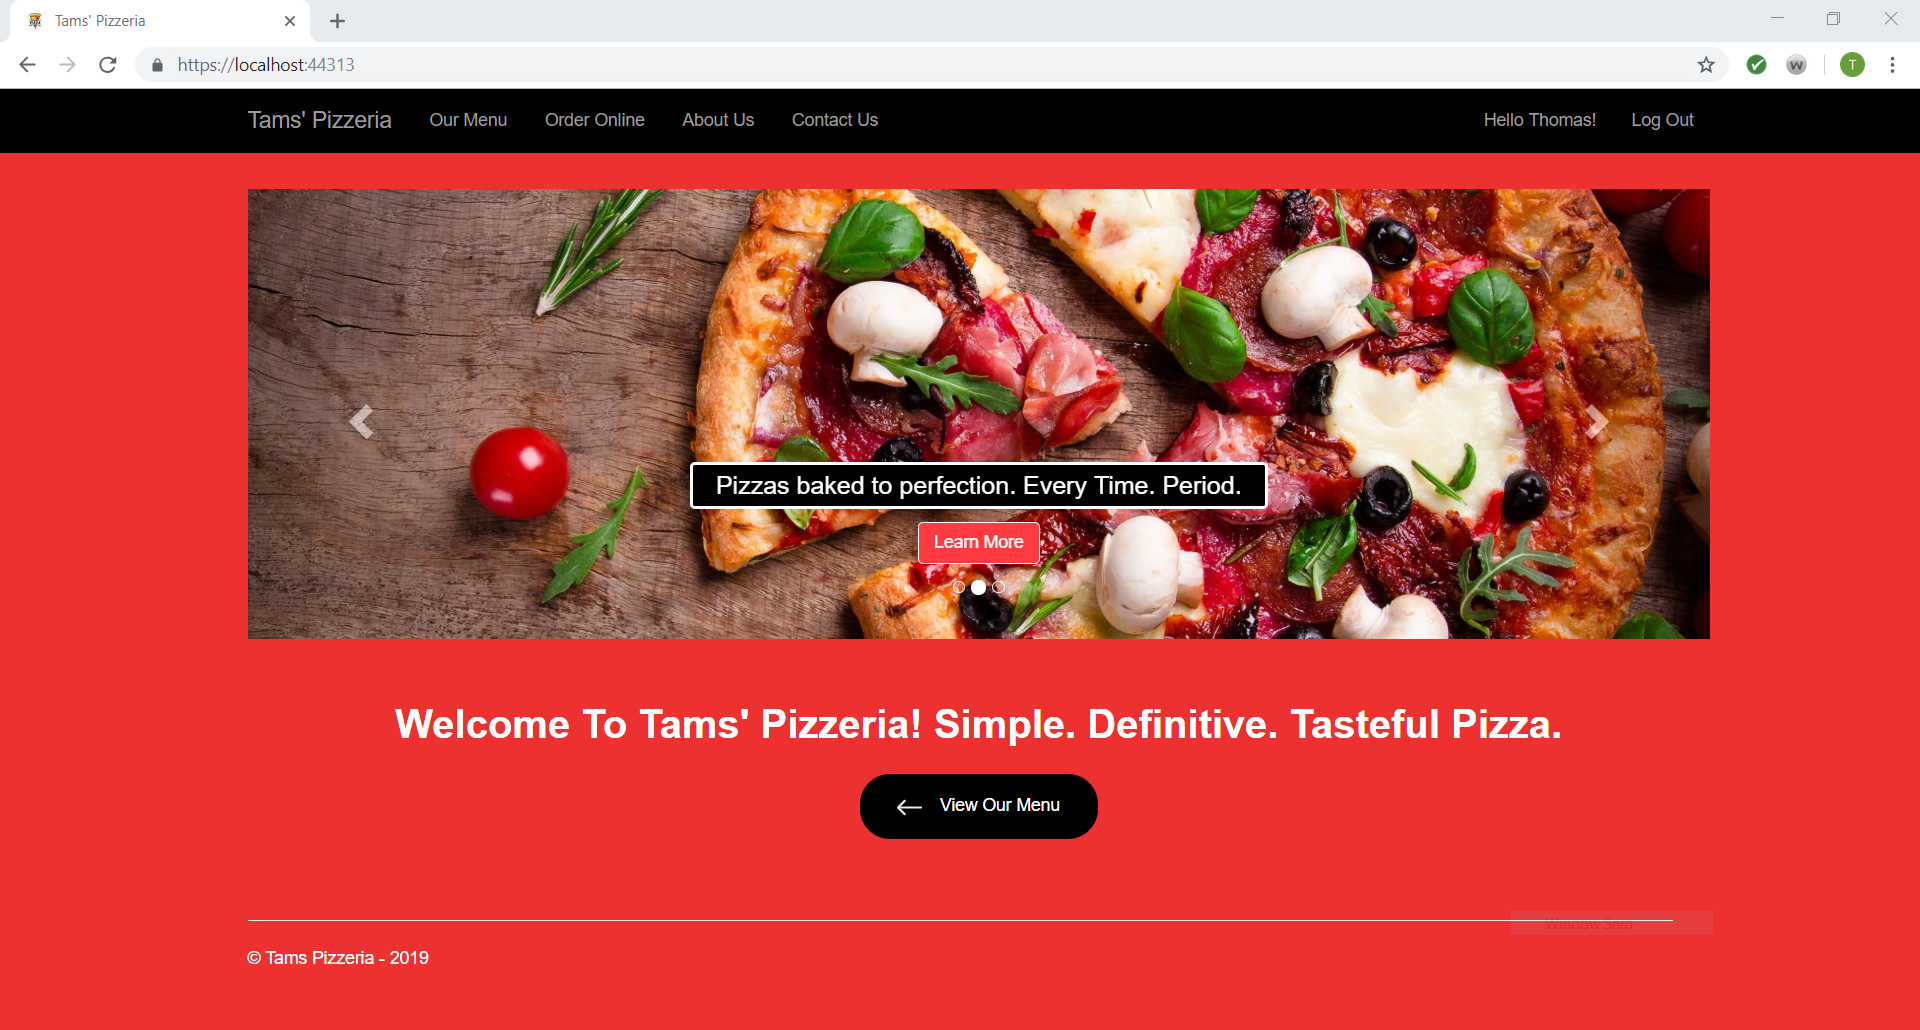 Tams' Pizzeria
https://localhost:44313
T
W
Tams' Pizzeria Our Menu Order Online About Us Contact Us Hello Thomas! Log Out
Pizzas baked to perfection. Every Time. Period.
Learn More
Welcome To Tams' Pizzeria! Simple. Definitive. Tasteful Pizza.
View Our Menu
Window Snip
© Tams Pizzeria - 2019